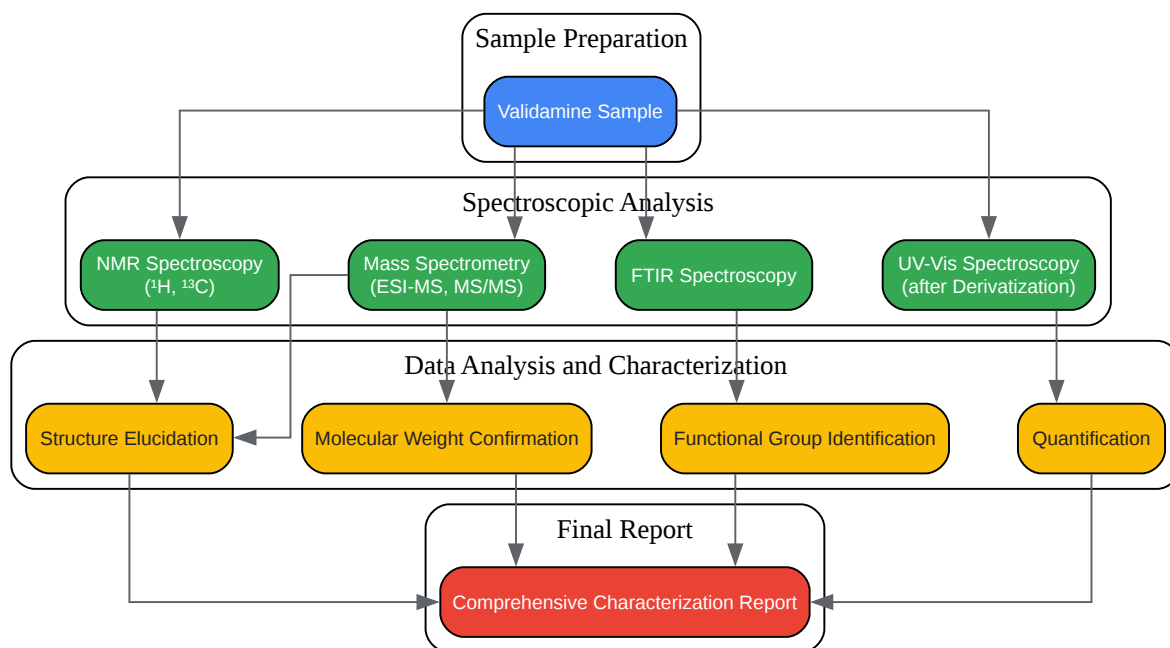 Sample Preparation
Validamine Sample
Spectroscopic Analysis
NMR Spectroscopy
(¹H, ¹³C)
Mass Spectrometry
(ESI-MS, MS/MS)
FTIR Spectroscopy
UV-Vis Spectroscopy
(after Derivatization)
Data Analysis and Characterization
Structure Elucidation
Molecular Weight Confirmation
Functional Group Identification
Quantification
Final Report
Comprehensive Characterization Report